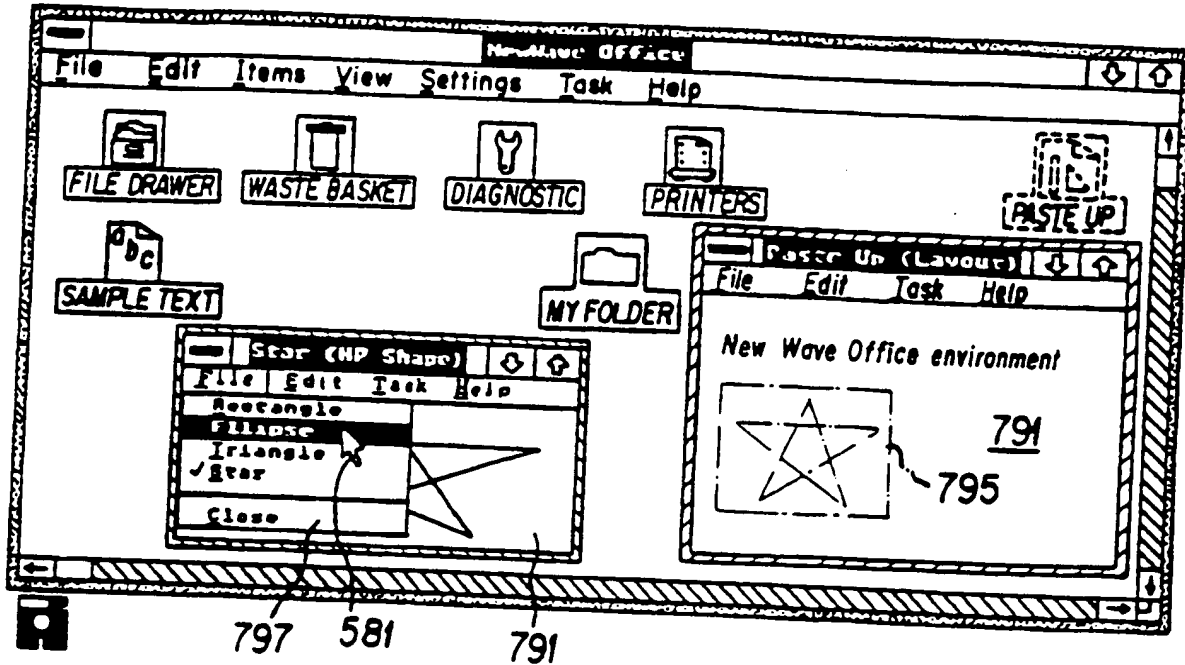 NewWave Office
File Edit Items View Settings Task Help
FILE DRAWER WASTE BASKET DIAGNOSTIC PRINTERS PASTE UP
abc
SAMPLE TEXT MY FOLDER
Paste Up (Layout)
File Edit Task Help
New Wave Office environment
791
795
Star (HP Shape)
File Edit Task Help
Rectangle
Ellipse
Triangle
✓Star
Close
797 581 791